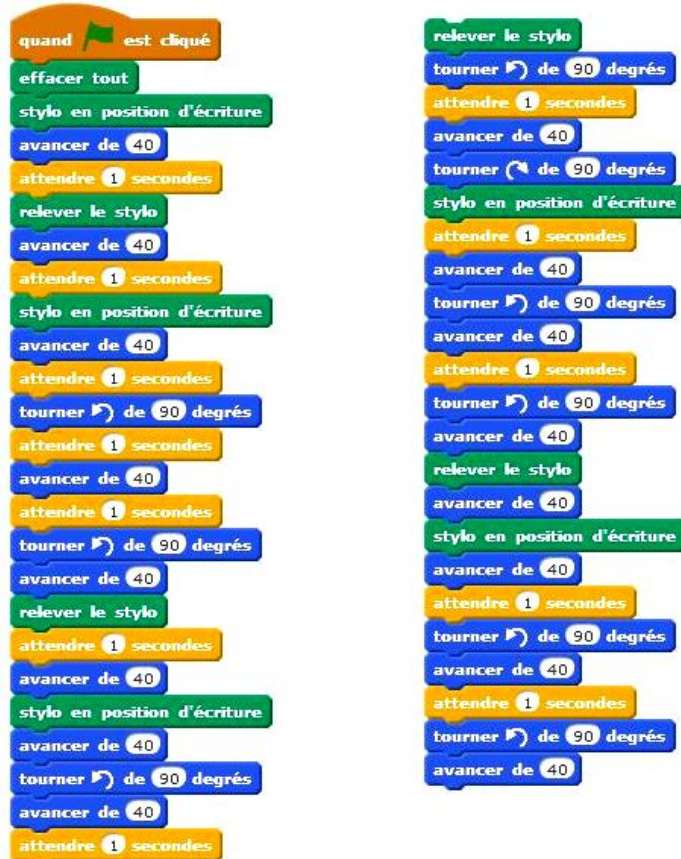 quand est cliqué
effacer tout
stylo en position d'écriture
avancer de 40
attendre 1 secondes
relever le stylo
avancer de 40
attendre 1 secondes
stylo en position d'écriture
avancer de 40
attendre 1 secondes
tourner de 90 degrés
attendre 1 secondes
avancer de 40
attendre 1 secondes
tourner de 90 degrés
avancer de 40
relever le stylo
attendre 1 secondes
avancer de 40
stylo en position d'écriture
avancer de 40
tourner de 90 degrés
avancer de 40
attendre 1 secondes
relever le stylo
tourner de 90 degrés
attendre 1 secondes
avancer de 40
tourner de 90 degrés
stylo en position d'écriture
attendre 1 secondes
avancer de 40
tourner de 90 degrés
avancer de 40
attendre 1 secondes
tourner de 90 degrés
avancer de 40
relever le stylo
avancer de 40
stylo en position d'écriture
avancer de 40
attendre 1 secondes
tourner de 90 degrés
avancer de 40
attendre 1 secondes
tourner de 90 degrés
avancer de 40